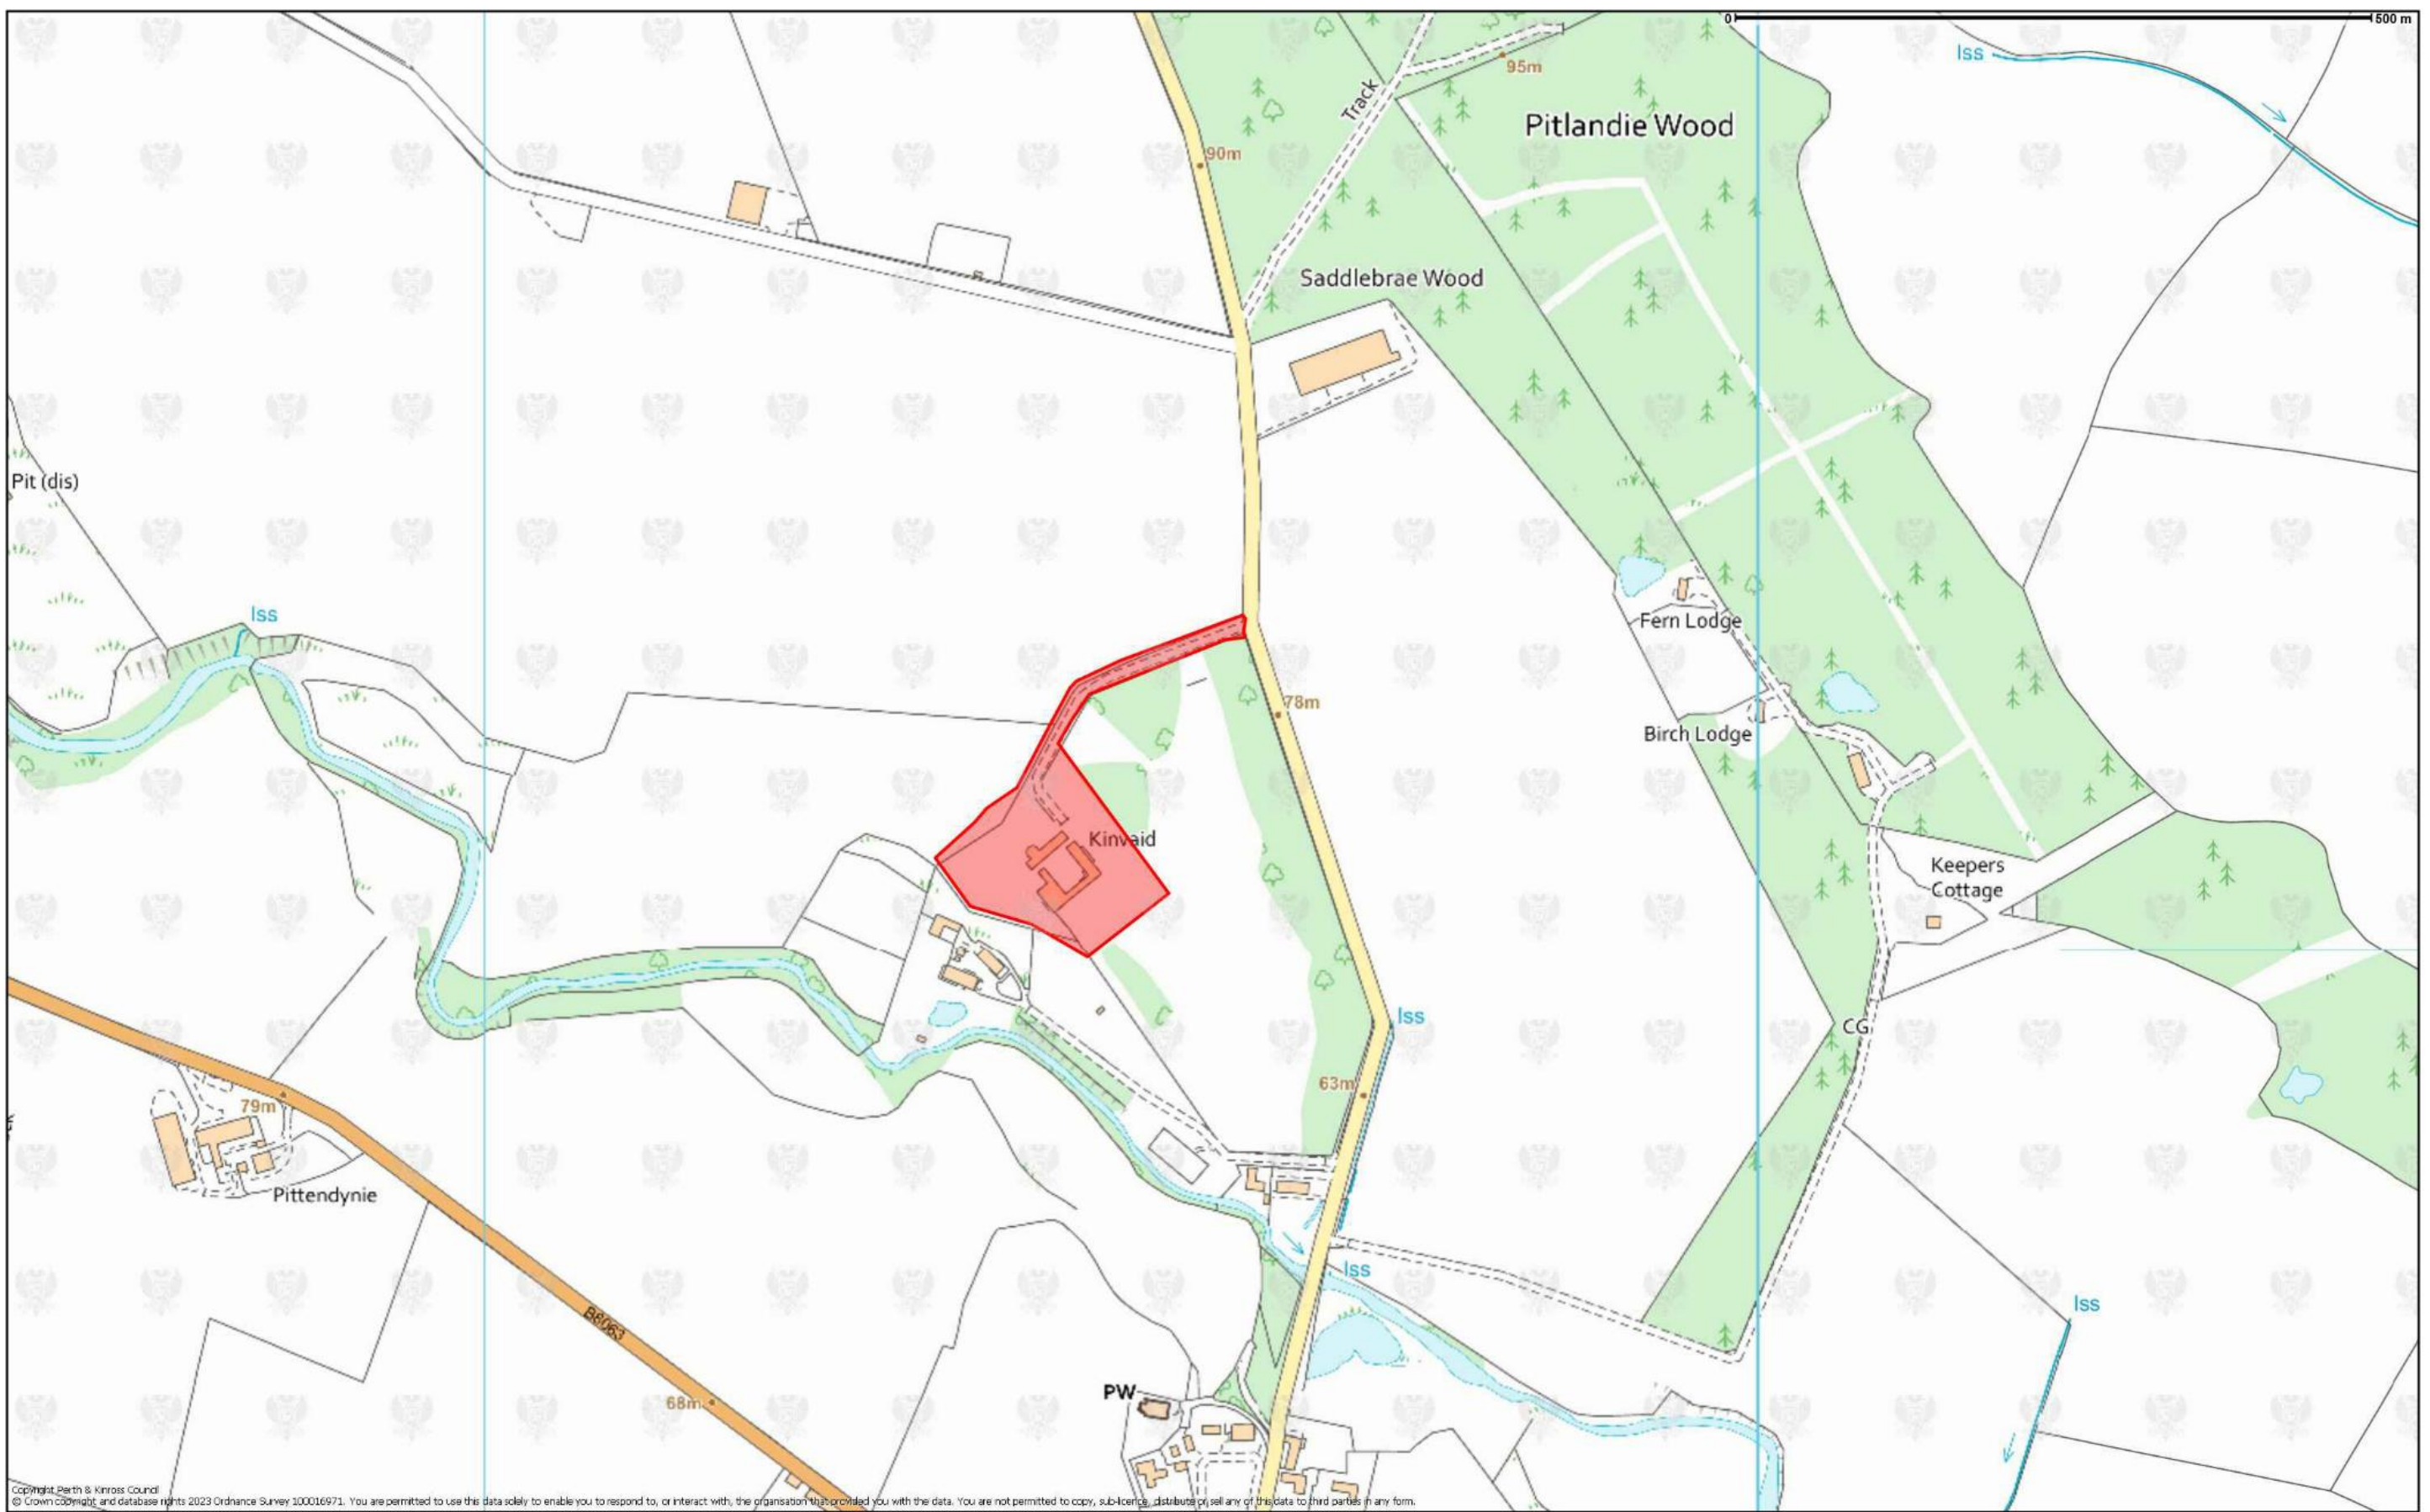 0
500 m
Iss
95m
Track
Pitlandie Wood
90m
Saddlebrae Wood
Pit (dis)
Iss
Fern Lodge
78m
Birch Lodge
Kinvaid
Keepers
Cottage
Iss
CG
63m
79m
Pittendynie
Iss
Iss
B8063
PW
68m
Copyright Perth & Kinross Council
© Crown copyright and database rights 2023 Ordnance Survey 100016971. You are permitted to use this data solely to enable you to respond to, or interact with, the organisation that provided you with the data. You are not permitted to copy, sub-licence, distribute or sell any of this data to third parties in any form.